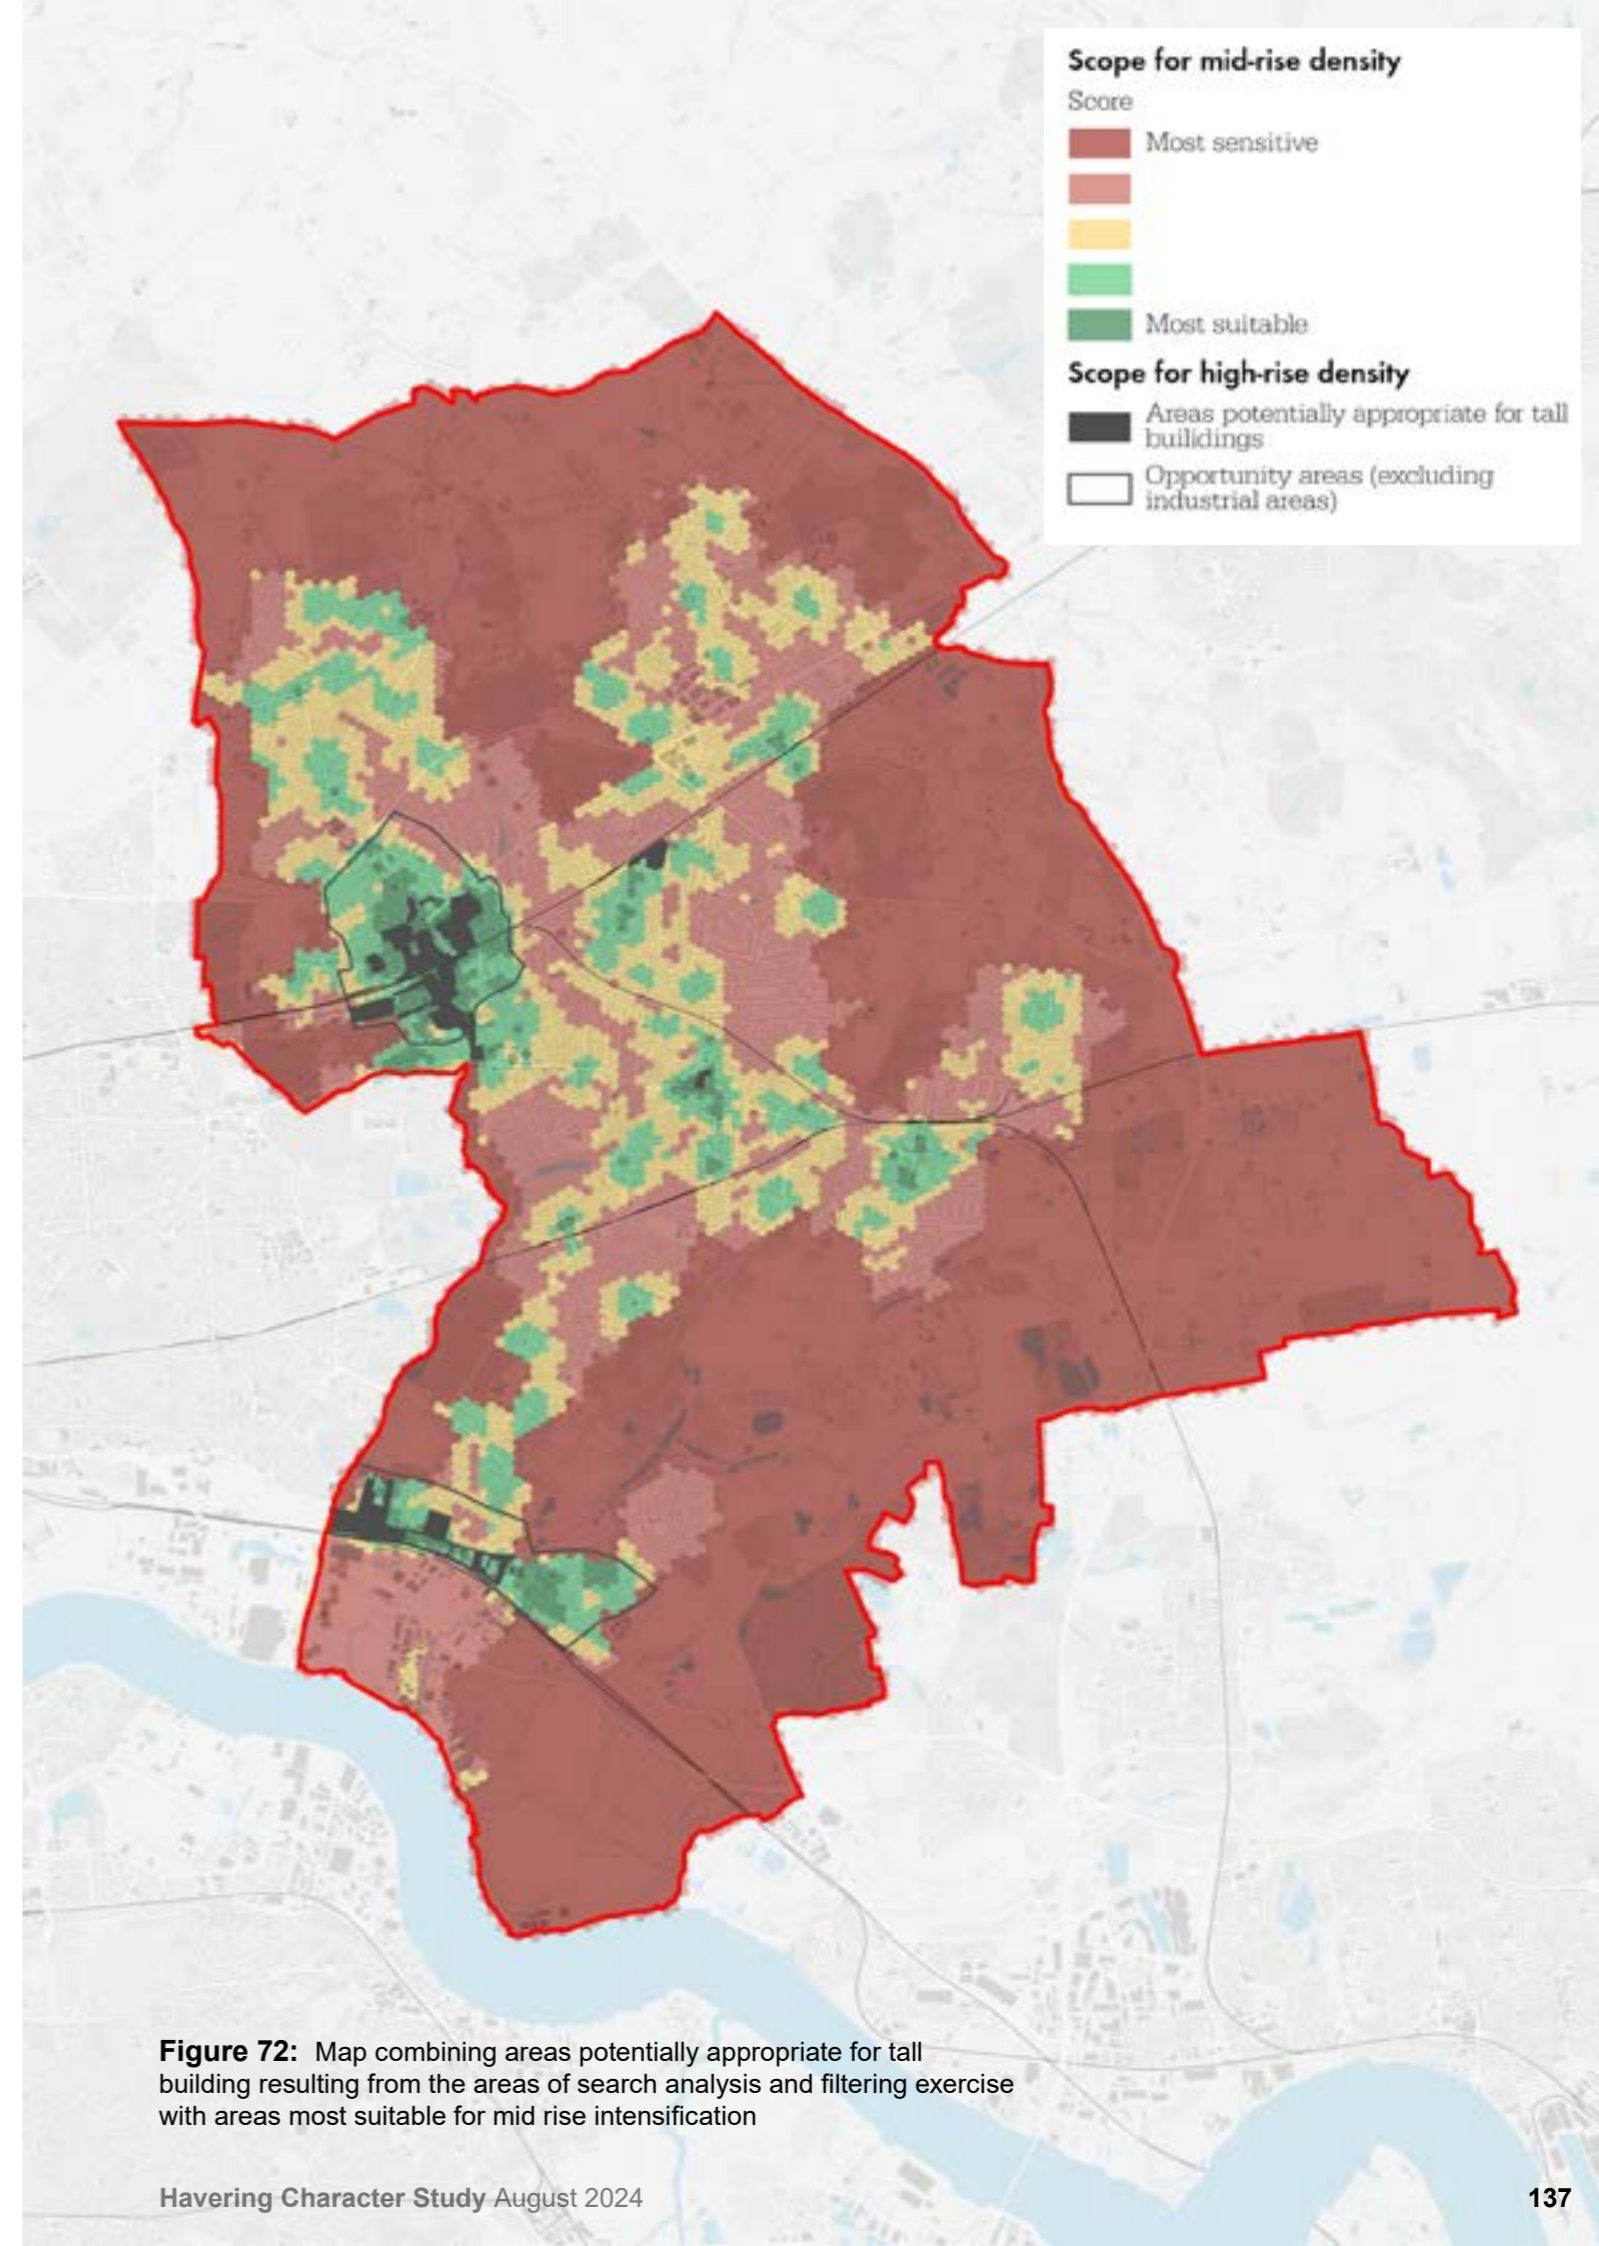 Scope for mid-rise density
Score
Most sensitive
Most suitable
Scope for high-rise density
Areas potentially appropriate for tall
builidings
Opportunity areas (excluding
industrial areas)
Figure 72: Map combining areas potentially appropriate for tall
building resulting from the areas of search analysis and filtering exercise
with areas most suitable for mid rise intensification
Havering Character Study August 2024
137